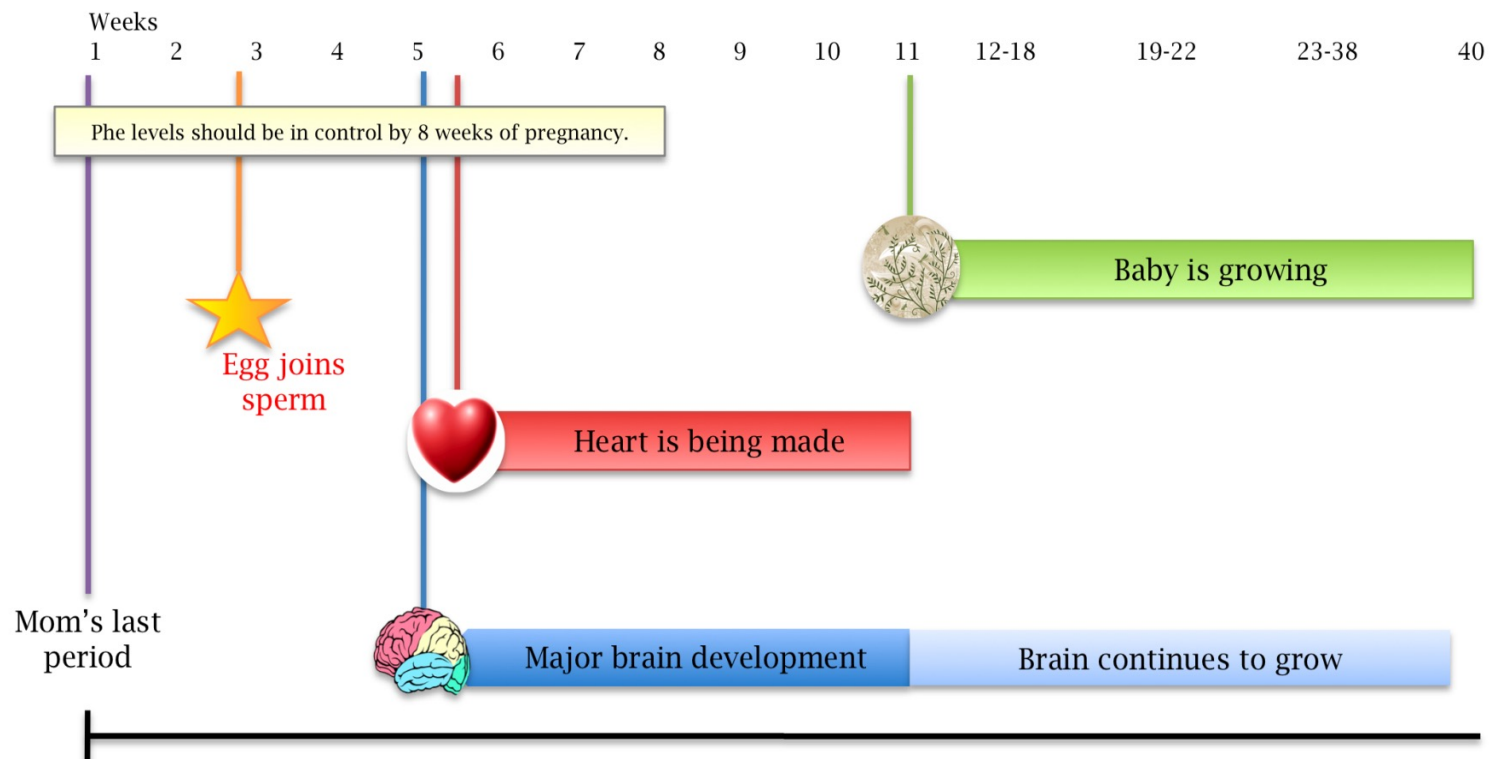 Weeks
1 2 3 4 5 6 7 8 9 10 11 12-18 19-22 23-38 40
Phe levels should be in control by 8 weeks of pregnancy.
Baby is growing
Egg joins
sperm
Heart is being made
Mom's last
period
Major brain development
Brain continues to grow